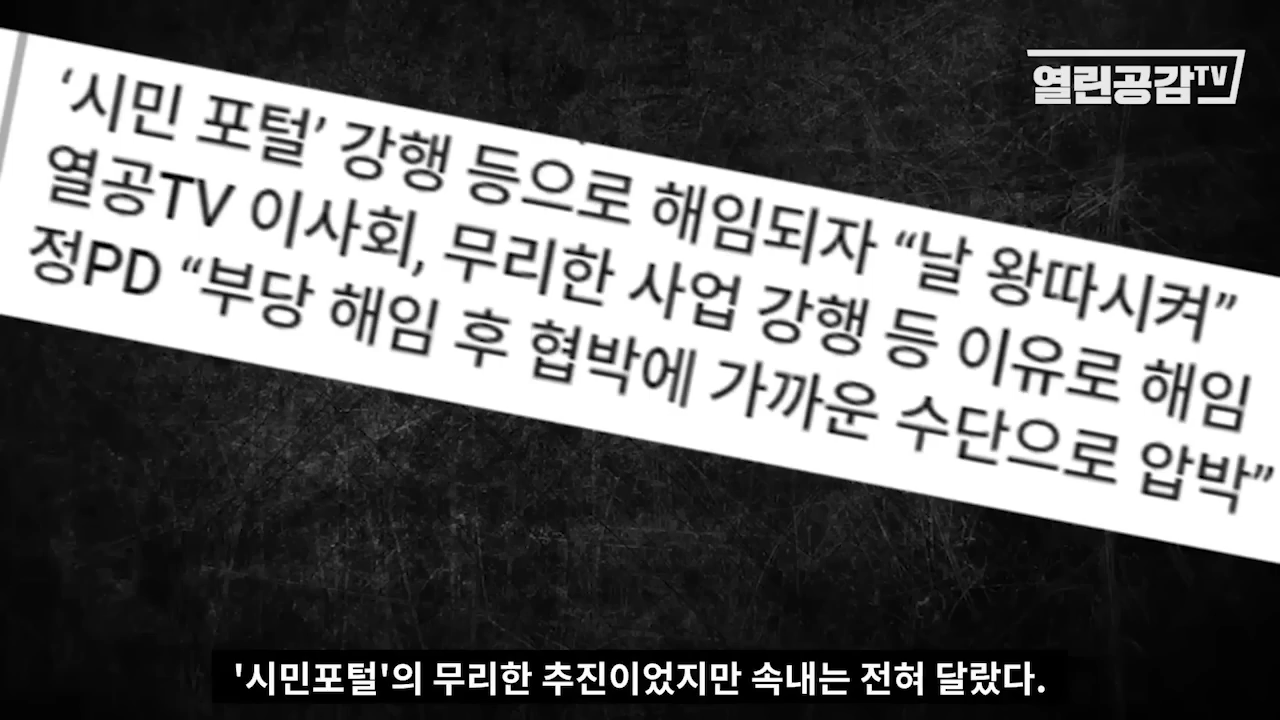 열린공감TV
‘시민 포털’ 강행 등으로 해임되자 “날 왕따시켜”
열공TV 이사회, 무리한 사업 강행 등 이유로 해임
정PD “부당 해임 후 협박에 가까운 수단으로 압박”
'시민포털'의 무리한 추진이었지만 속내는 전혀 달랐다.